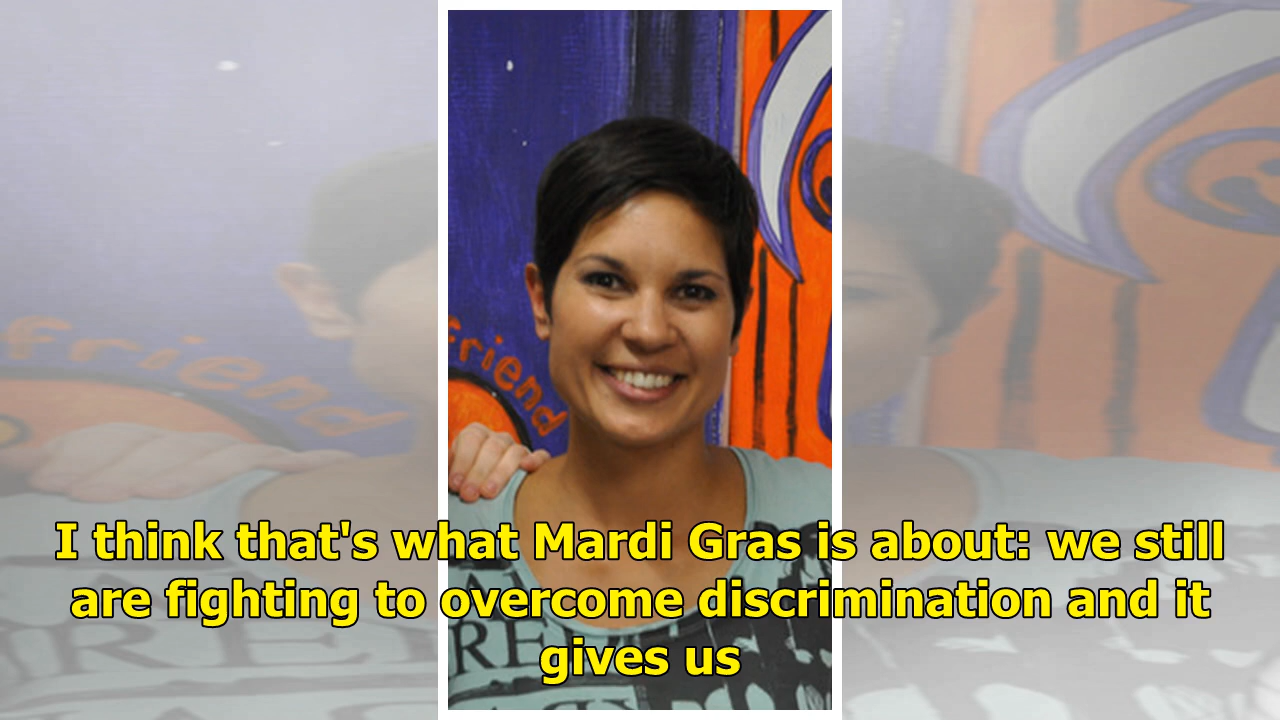 friend
friend
I think that's what Mardi Gras is about: we still
are fighting to overcome discrimination and it
gives us